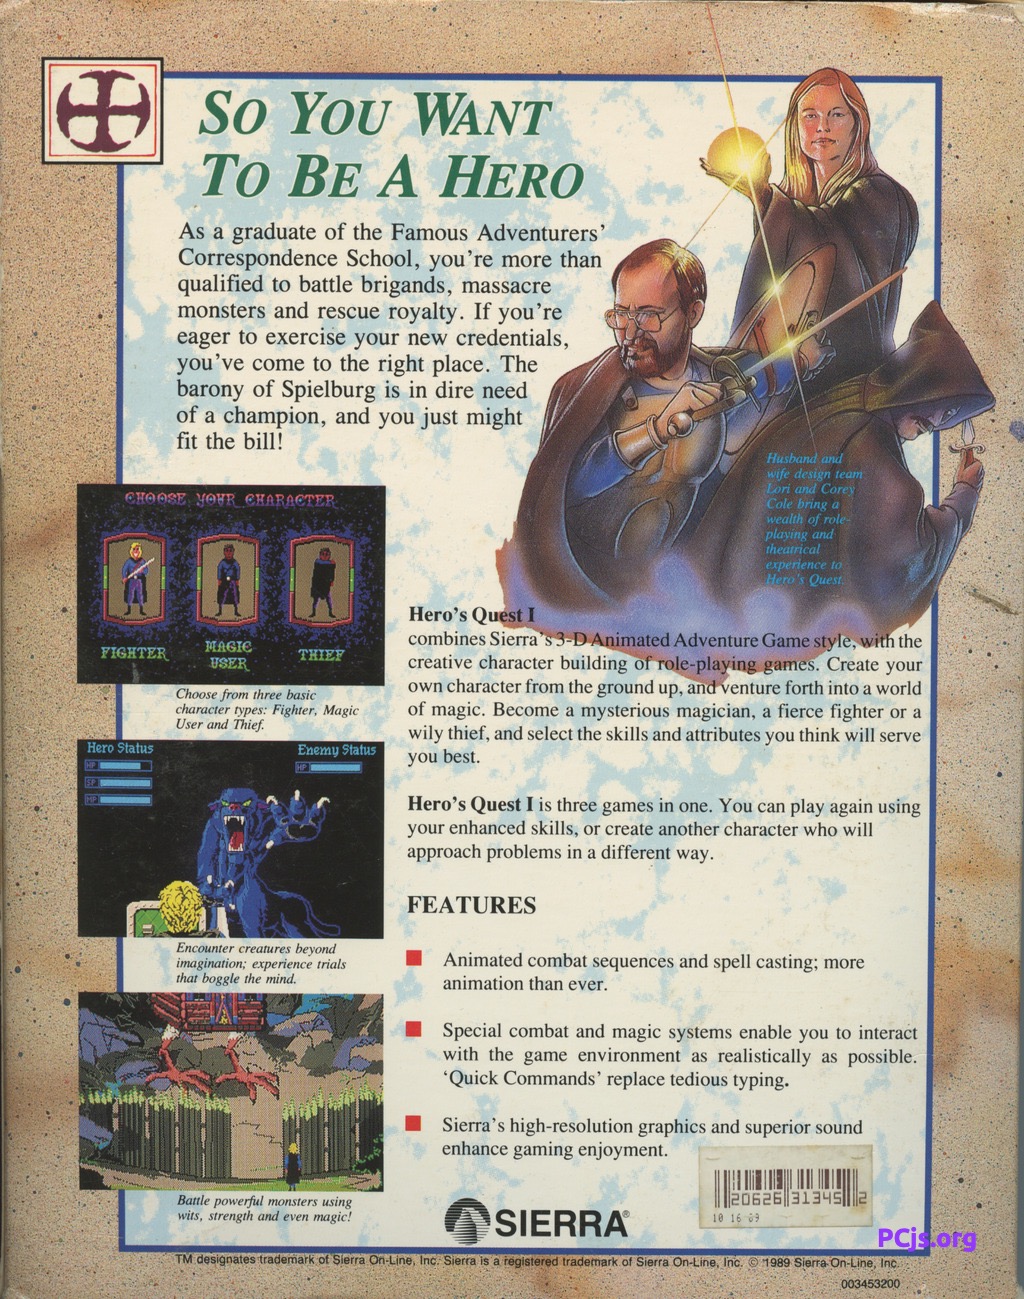 SO YOU WANT
TO BE A HERO
As a graduate of the Famous Adventurers'
Correspondence School, you're more than
qualified to battle brigands, massacre
monsters and rescue royalty. If you're
eager to exercise your new credentials,
you've come to the right place. The
barony of Spielburg is in dire need
of a champion, and you just might
fit the bill!
Husband and
wife design team
Lori and Corey
Cole bring a
wealth of role-
playing and
theatrical
experience to
Hero's Quest.
CHOOSE YOUR CHARACTER
FIGHTER
MAGIC
USER
THIEF
Choose from three basic
character types: Fighter, Magic
User and Thief.
Hero Status
Enemy Status
HP
HP
SP
MP
Encounter creatures beyond
imagination; experience trials
that boggle the mind.
Battle powerful monsters using
wits, strength and even magic!
Hero's Quest I
combines Sierra's 3-D Animated Adventure Game style, with the
creative character building of role-playing games. Create your
own character from the ground up, and venture forth into a world
of magic. Become a mysterious magician, a fierce fighter or a
wily thief, and select the skills and attributes you think will serve
you best.
Hero's Quest I is three games in one. You can play again using
your enhanced skills, or create another character who will
approach problems in a different way.
FEATURES
Animated combat sequences and spell casting; more
animation than ever.
Special combat and magic systems enable you to interact
with the game environment as realistically as possible.
'Quick Commands' replace tedious typing.
Sierra's high-resolution graphics and superior sound
enhance gaming enjoyment.
20626 31345 2
10 16 89
SIERRA®
PCjs.org
TM designates trademark of Sierra On-Line, Inc. Sierra is a registered trademark of Sierra On-Line, Inc. © 1989 Sierra On-Line, Inc.
003453200